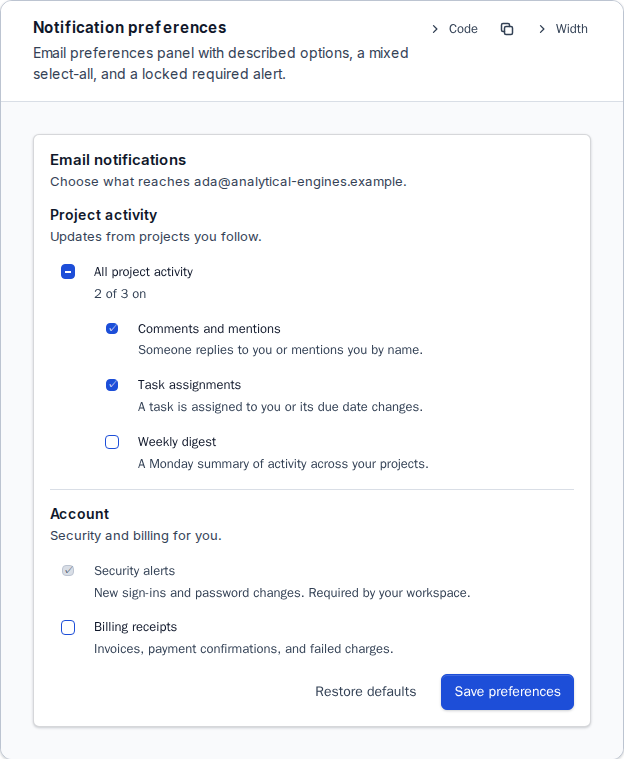 Notification preferences
Code
Width
Email preferences panel with described options, a mixed
select-all, and a locked required alert.
Email notifications
Choose what reaches ada@analytical-engines.example.
Project activity
Updates from projects you follow.
All project activity
2 of 3 on
Comments and mentions
Someone replies to you or mentions you by name.
Task assignments
A task is assigned to you or its due date changes.
Weekly digest
A Monday summary of activity across your projects.
Account
Security and billing for you.
Security alerts
New sign-ins and password changes. Required by your workspace.
Billing receipts
Invoices, payment confirmations, and failed charges.
Restore defaults
Save preferences